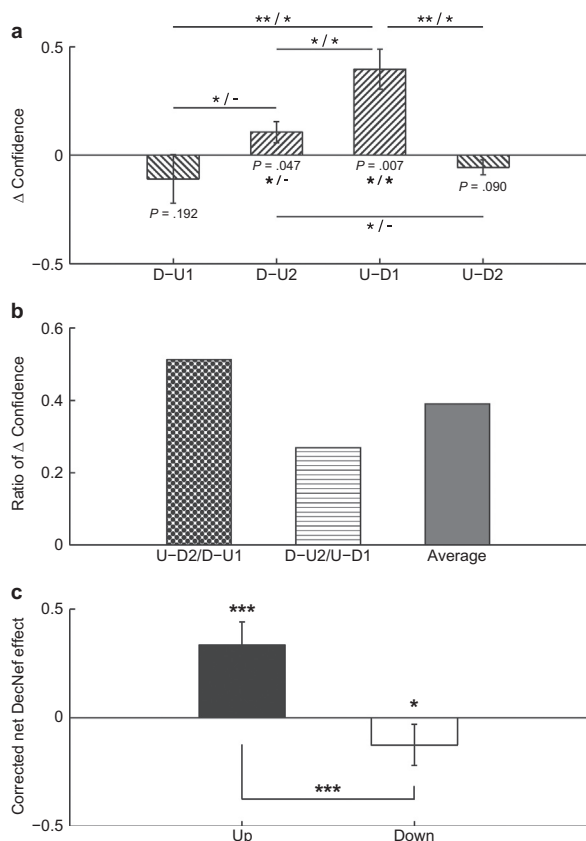 a
** / *
** / *
* / *
* / -
0.5
0
−0.5
Δ Confidence
P = .192
P = .047
* / -
P = .007
* / *
P = .090
* / -
D−U1
D−U2
U−D1
U−D2
b
0.6
0.4
0.2
0
Ratio of Δ Confidence
U−D2/D−U1
D−U2/U−D1
Average
c
0.5
0
−0.5
Corrected net DecNef effect
***
*
***
Up
Down